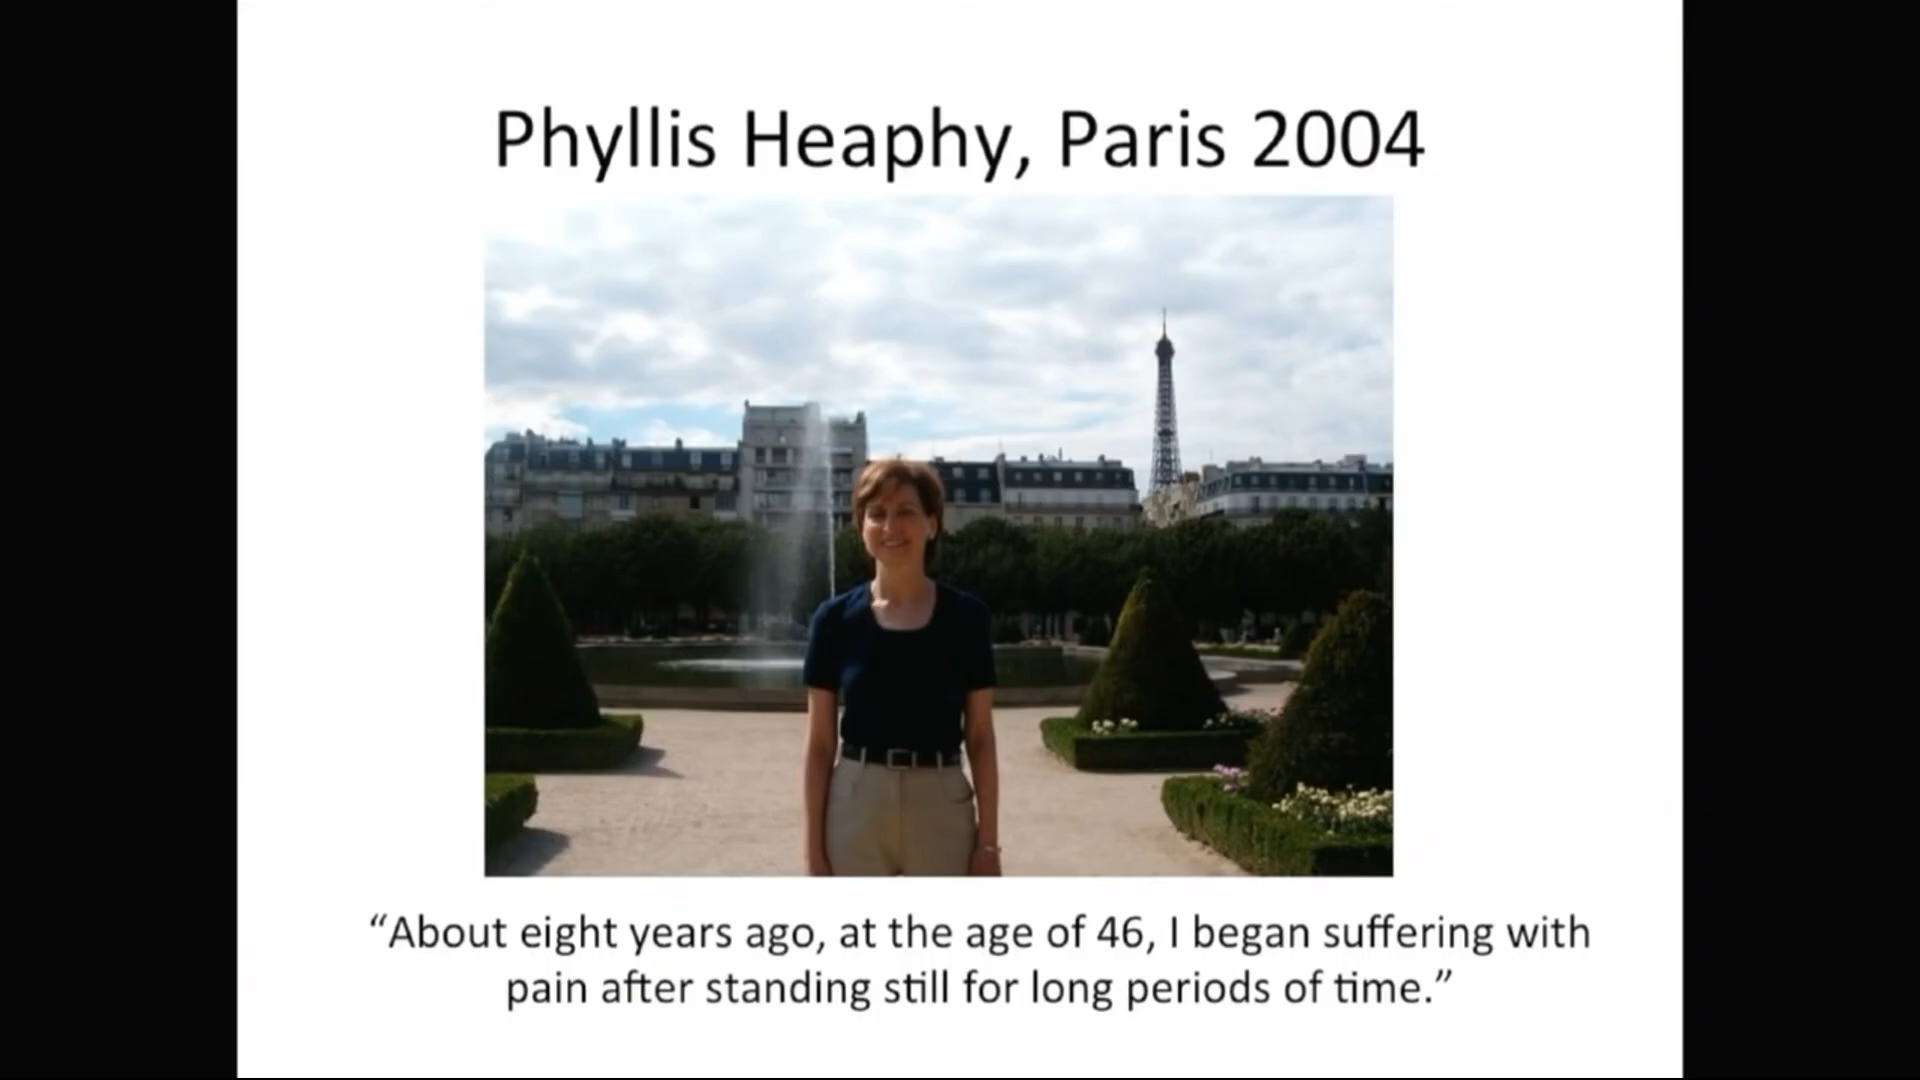 Phyllis Heaphy, Paris 2004
“About eight years ago, at the age of 46, I began suffering with
pain after standing still for long periods of time.”